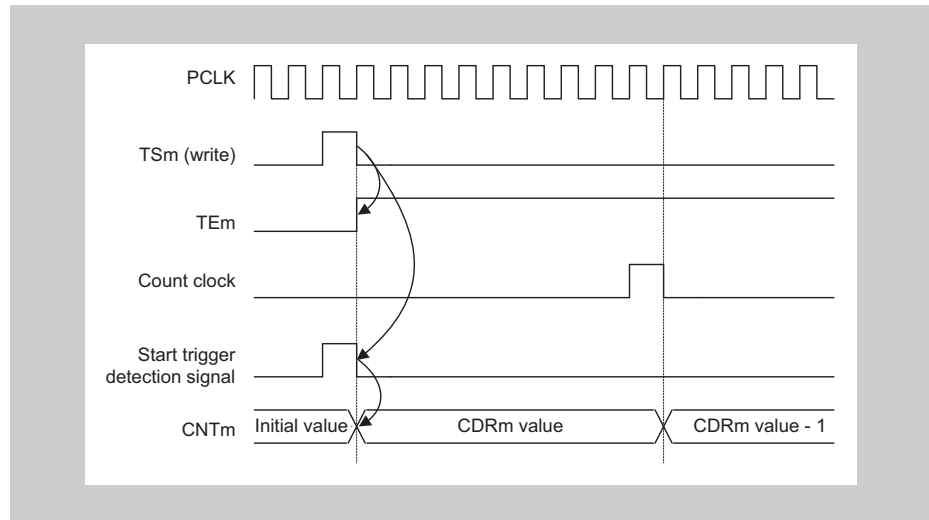 PCLK
TSm (write)
TEm
Count clock
Start trigger
detection signal
CNTm
Initial value
CDRm value
CDRm value - 1